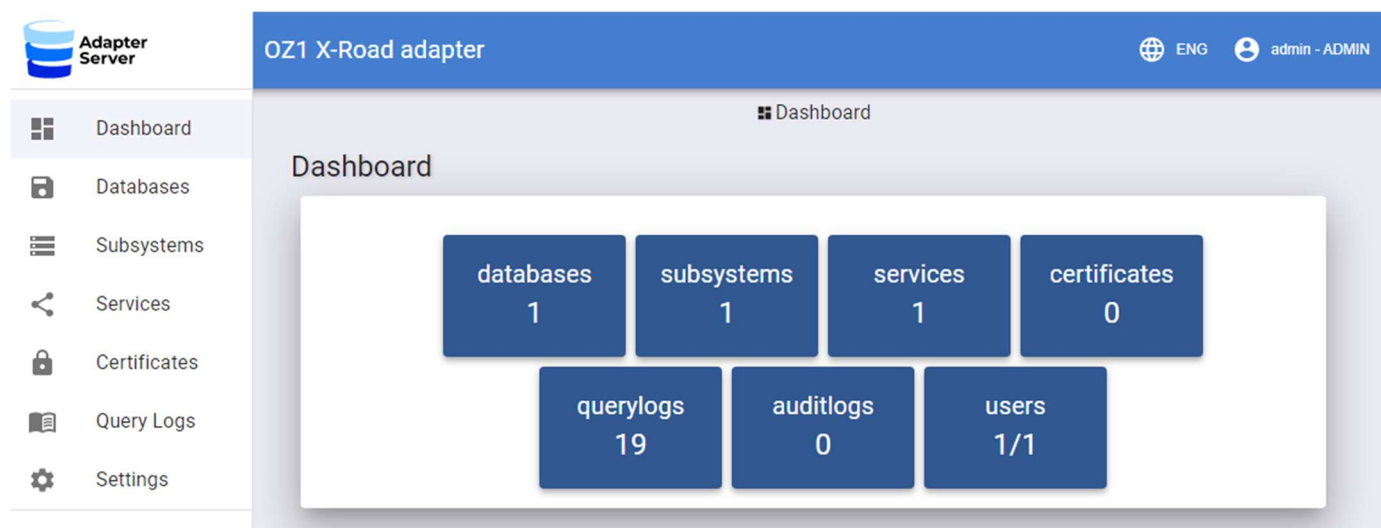 Adapter
Server
OZ1 X-Road adapter
ENG
admin - ADMIN
Dashboard
Databases
Subsystems
Services
Certificates
Query Logs
Settings
Dashboard
Dashboard
databases
1
subsystems
1
services
1
certificates
0
querylogs
19
auditlogs
0
users
1/1